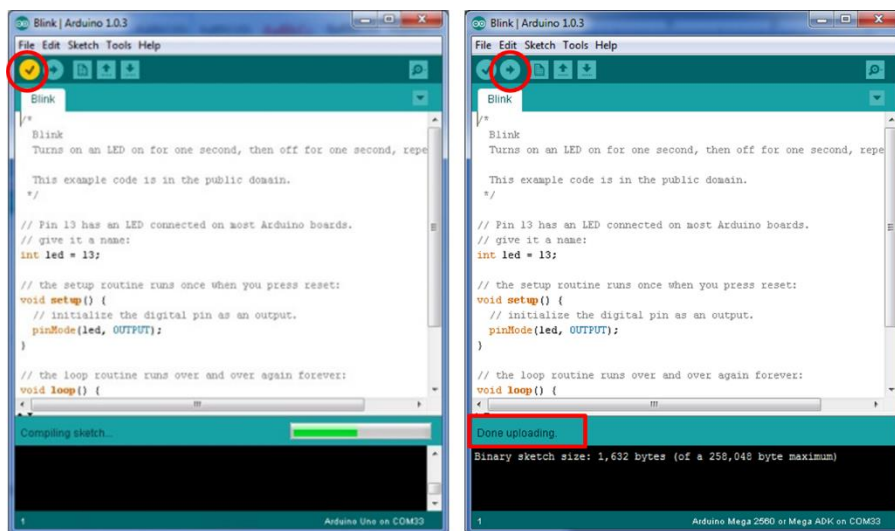 Blink | Arduino 1.0.3
File Edit Sketch Tools Help
Blink
/*
Blink
Turns on an LED on for one second, then off for one second, repe
This example code is in the public domain.
*/
// Pin 13 has an LED connected on most Arduino boards.
// give it a name:
int led = 13;
// the setup routine runs once when you press reset:
void setup() {
// initialize the digital pin as an output.
pinMode(led, OUTPUT);
}
// the loop routine runs over and over again forever:
void loop() {
Compiling sketch...
1
Arduino Uno on COM33
Blink | Arduino 1.0.3
File Edit Sketch Tools Help
Blink
/*
Blink
Turns on an LED on for one second, then off for one second, repe
This example code is in the public domain.
*/
// Pin 13 has an LED connected on most Arduino boards.
// give it a name:
int led = 13;
// the setup routine runs once when you press reset:
void setup() {
// initialize the digital pin as an output.
pinMode(led, OUTPUT);
}
// the loop routine runs over and over again forever:
void loop() {
Done uploading.
Binary sketch size: 1,632 bytes (of a 258,048 byte maximum)
1
Arduino Mega 2560 or Mega ADK on COM33